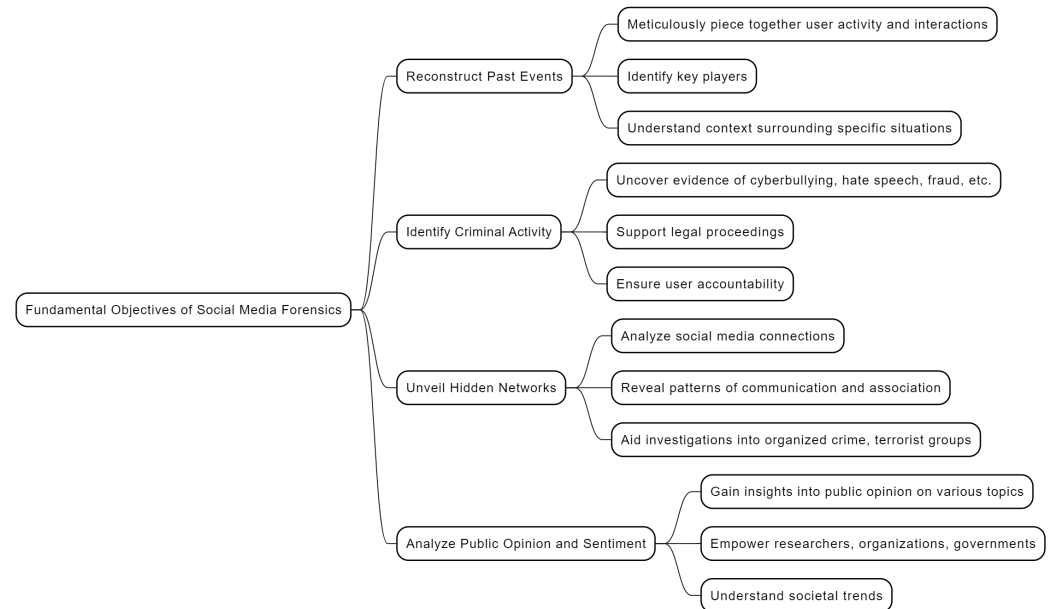 Fundamental Objectives of Social Media Forensics
Reconstruct Past Events
Meticulously piece together user activity and interactions
Identify key players
Understand context surrounding specific situations
Identify Criminal Activity
Uncover evidence of cyberbullying, hate speech, fraud, etc.
Support legal proceedings
Ensure user accountability
Unveil Hidden Networks
Analyze social media connections
Reveal patterns of communication and association
Aid investigations into organized crime, terrorist groups
Analyze Public Opinion and Sentiment
Gain insights into public opinion on various topics
Empower researchers, organizations, governments
Understand societal trends